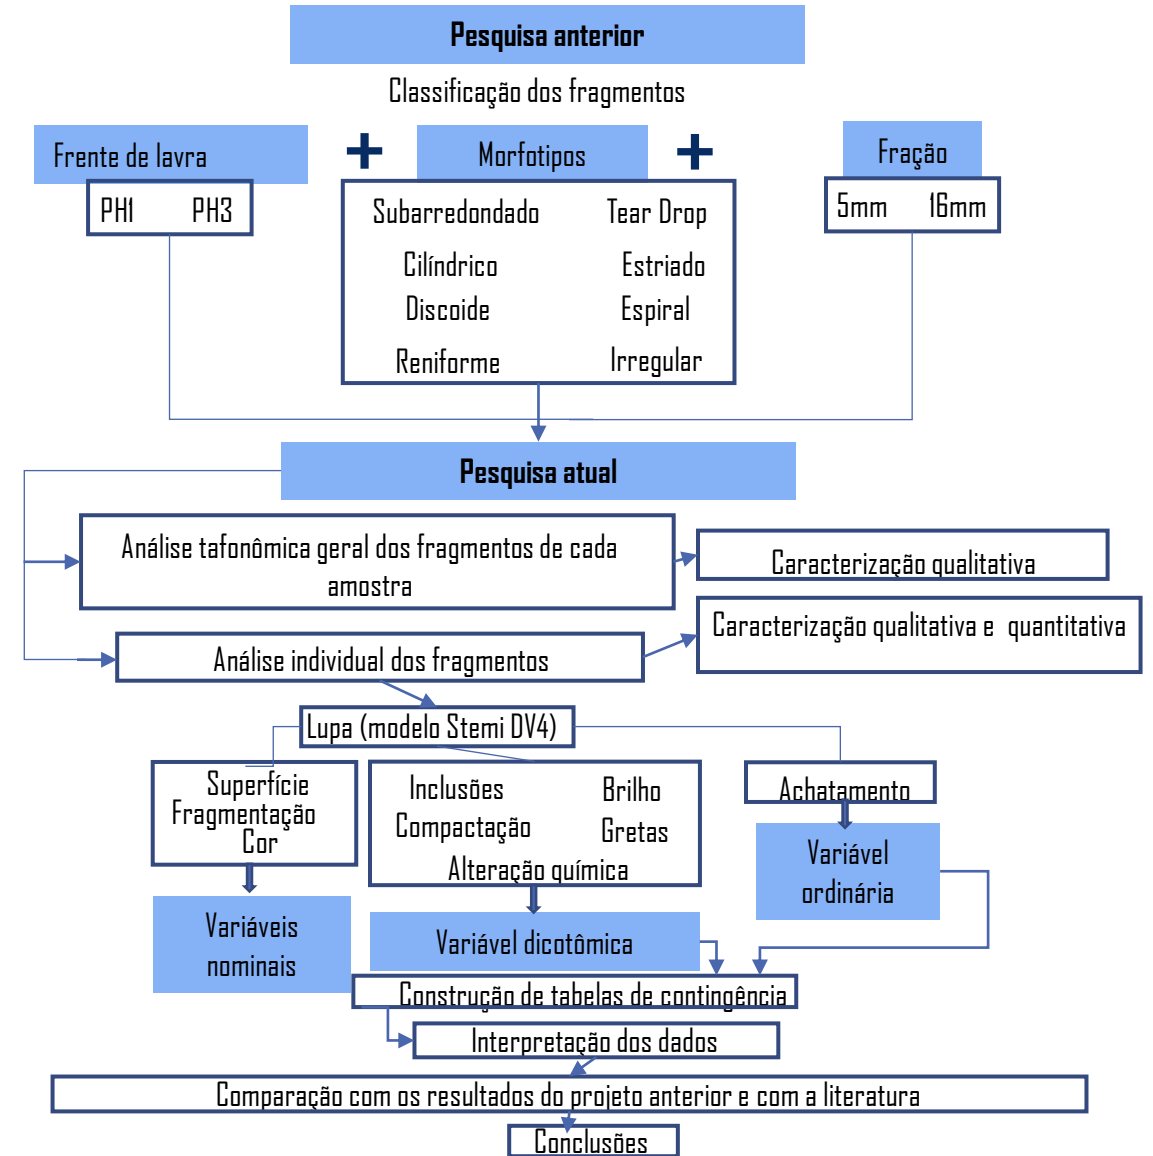 Pesquisa anterior
Classificação dos fragmentos
Frente de lavra
Morfotipos
Fração
PH1 PH3
Subarredondado Tear Drop
Cilíndrico Estriado
Discoide Espiral
Reniforme Irregular
5mm 16mm
Pesquisa atual
Análise tafonômica geral dos fragmentos de cada
amostra
Caracterização qualitativa
Análise individual dos fragmentos
Caracterização qualitativa e quantitativa
Lupa (modelo Stemi DV4)
Superfície
Fragmentação
Cor
Inclusões Brilho
Compactação Gretas
Alteração química
Achatamento
Variáveis
nominais
Variável dicotômica
Variável
ordinária
Construção de tabelas de contingência
Interpretação dos dados
Comparação com os resultados do projeto anterior e com a literatura
Conclusões